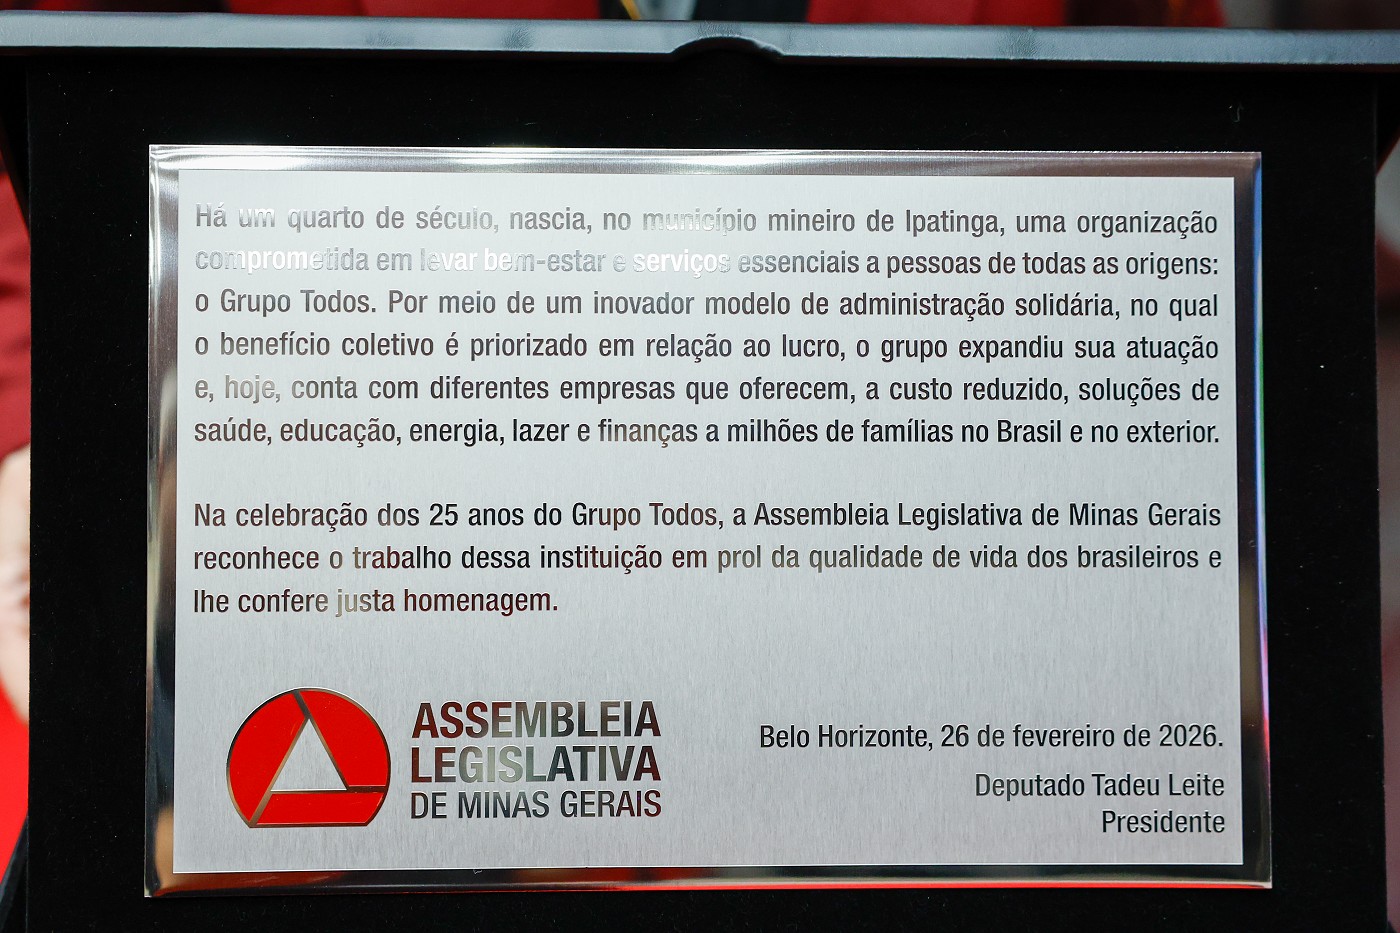 Há um quarto de século, nascia, no município mineiro de Ipatinga, uma organização
comprometida em levar bem-estar e serviços essenciais a pessoas de todas as origens:
o Grupo Todos. Por meio de um inovador modelo de administração solidária, no qual
o benefício coletivo é priorizado em relação ao lucro, o grupo expandiu sua atuação
e, hoje, conta com diferentes empresas que oferecem, a custo reduzido, soluções de
saúde, educação, energia, lazer e finanças a milhões de famílias no Brasil e no exterior.
Na celebração dos 25 anos do Grupo Todos, a Assembleia Legislativa de Minas Gerais
reconhece o trabalho dessa instituição em prol da qualidade de vida dos brasileiros e
lhe confere justa homenagem.
ASSEMBLEIA
LEGISLATIVA
DE MINAS GERAIS
Belo Horizonte, 26 de fevereiro de 2026.
Deputado Tadeu Leite
Presidente